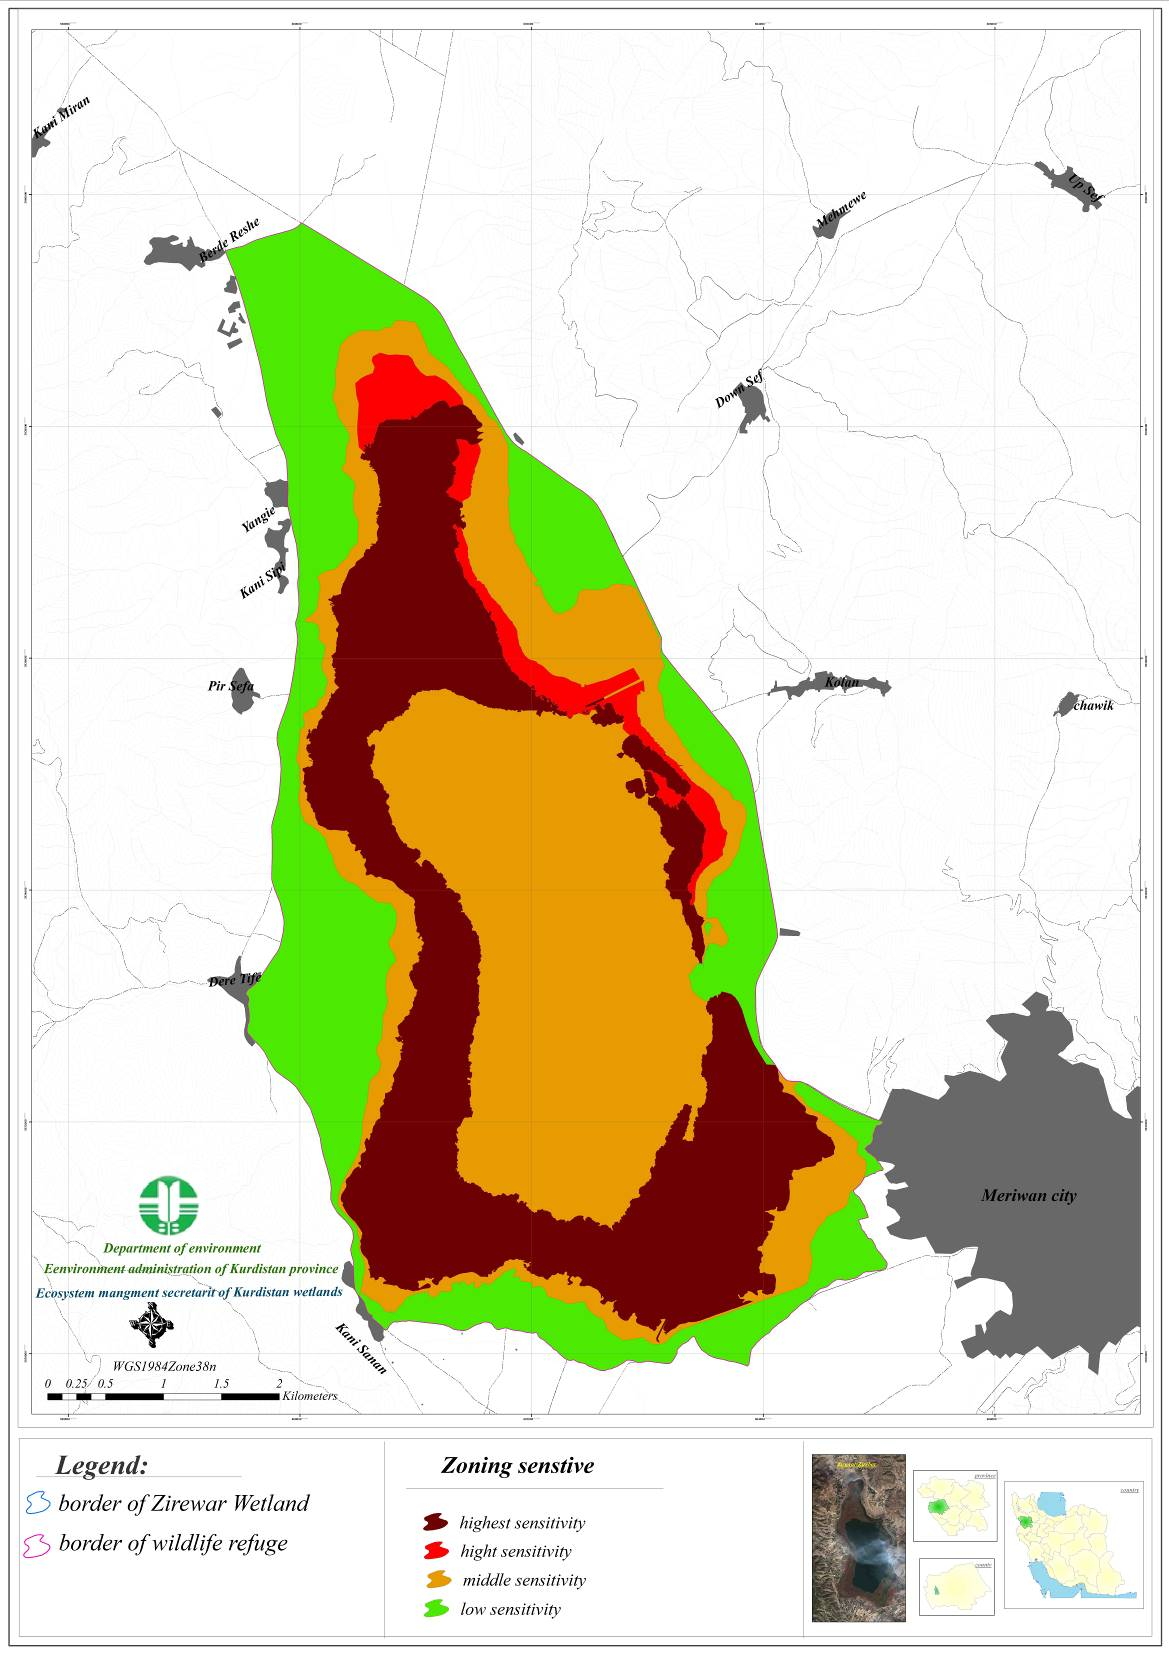 Kani Miran
Up Sef
Mehmewe
Berde Reshe
Down Sef
Yangie
Kani Sipi
Pir Sefa
Kolan
chawik
Dere Tife
Meriwan city
Department of environment
Eenvironment administration of Kurdistan province
Ecosystem mangment secretarit of Kurdistan wetlands
Kani Sanan
WGS1984Zone38n
0 0.25 0.5 1 1.5 2
Kilometers
Legend:
border of Zirewar Wetland
border of wildlife refuge
Zoning senstive
highest sensitivity
hight sensitivity
middle sensitivity
low sensitivity
province
country